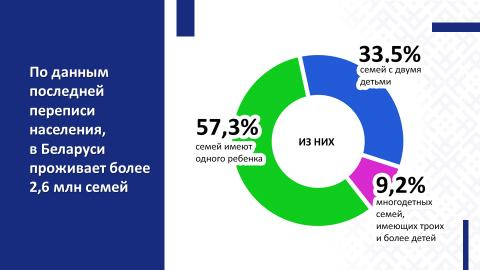 По данным
последней
переписи
населения,
в Беларуси
проживает более
2,6 млн семей
33.5%
семей с двумя
детьми
57,3%
семей имеют
одного ребенка
ИЗ НИХ
9,2%
многодетных
семей,
имеющих троих
и более детей